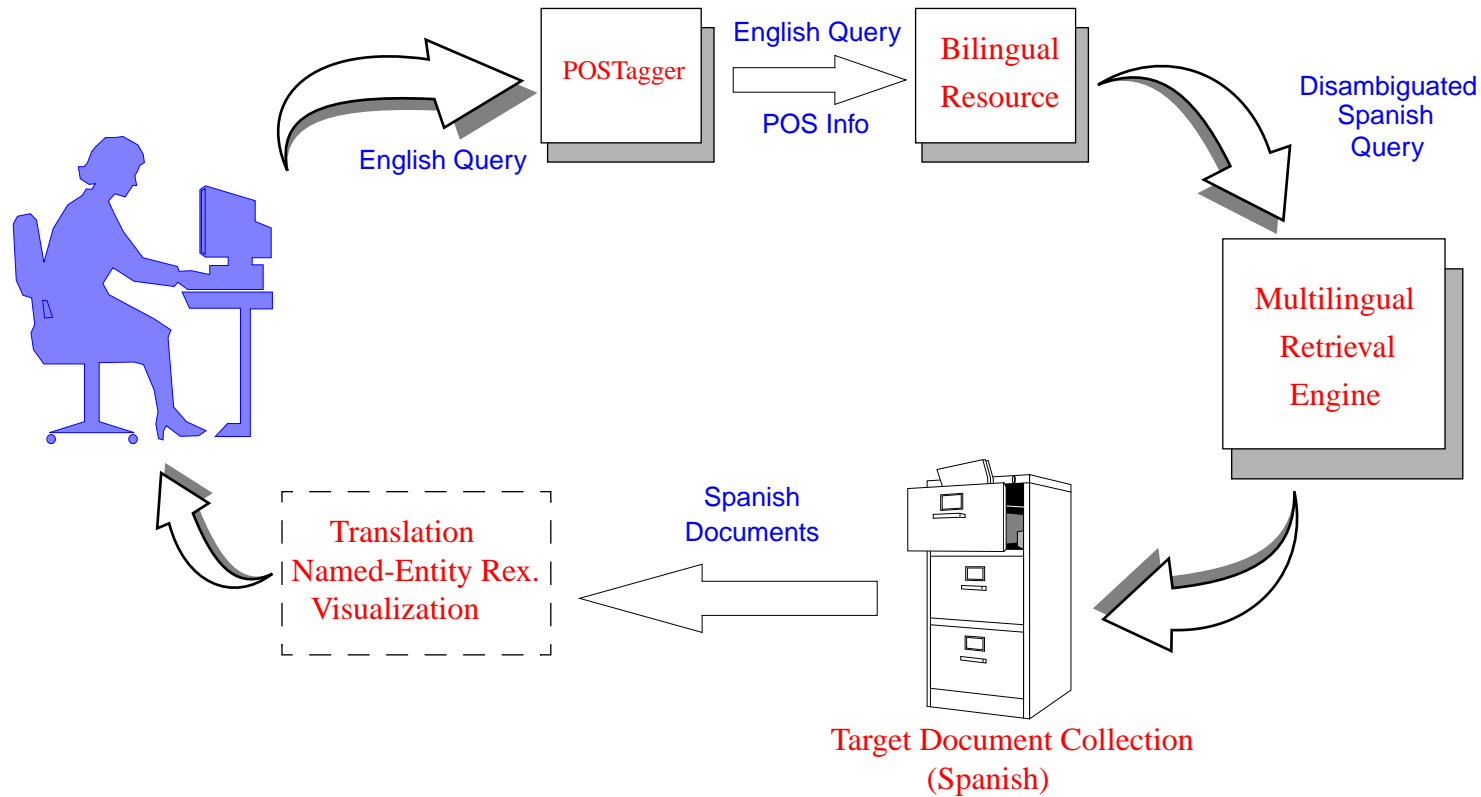 English Query
POSTagger
English Query
POS Info
Bilingual
Resource
Disambiguated
Spanish
Query
Multilingual
Retrieval
Engine
Target Document Collection
(Spanish)
Spanish
Documents
Translation
Named-Entity Rex.
Visualization